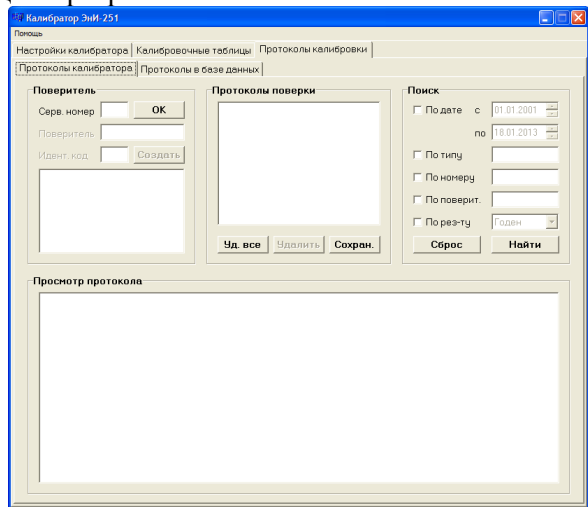 Калибратор ЭнИ-251
Помощь
Настройки калибратора Калибровочные таблицы Протоколы калибровки
Протоколы калибратора Протоколы в базе данных
Поверитель
Серв. номер OK
Поверитель
Идент. код Создать
Протоколы поверки
Уд. все Удалить Сохран.
Поиск
По дате с 01.01.2001
по 18.01.2013
По типу
По номеру
По поверит.
По рез-ту Годен
Сброс Найти
Просмотр протокола